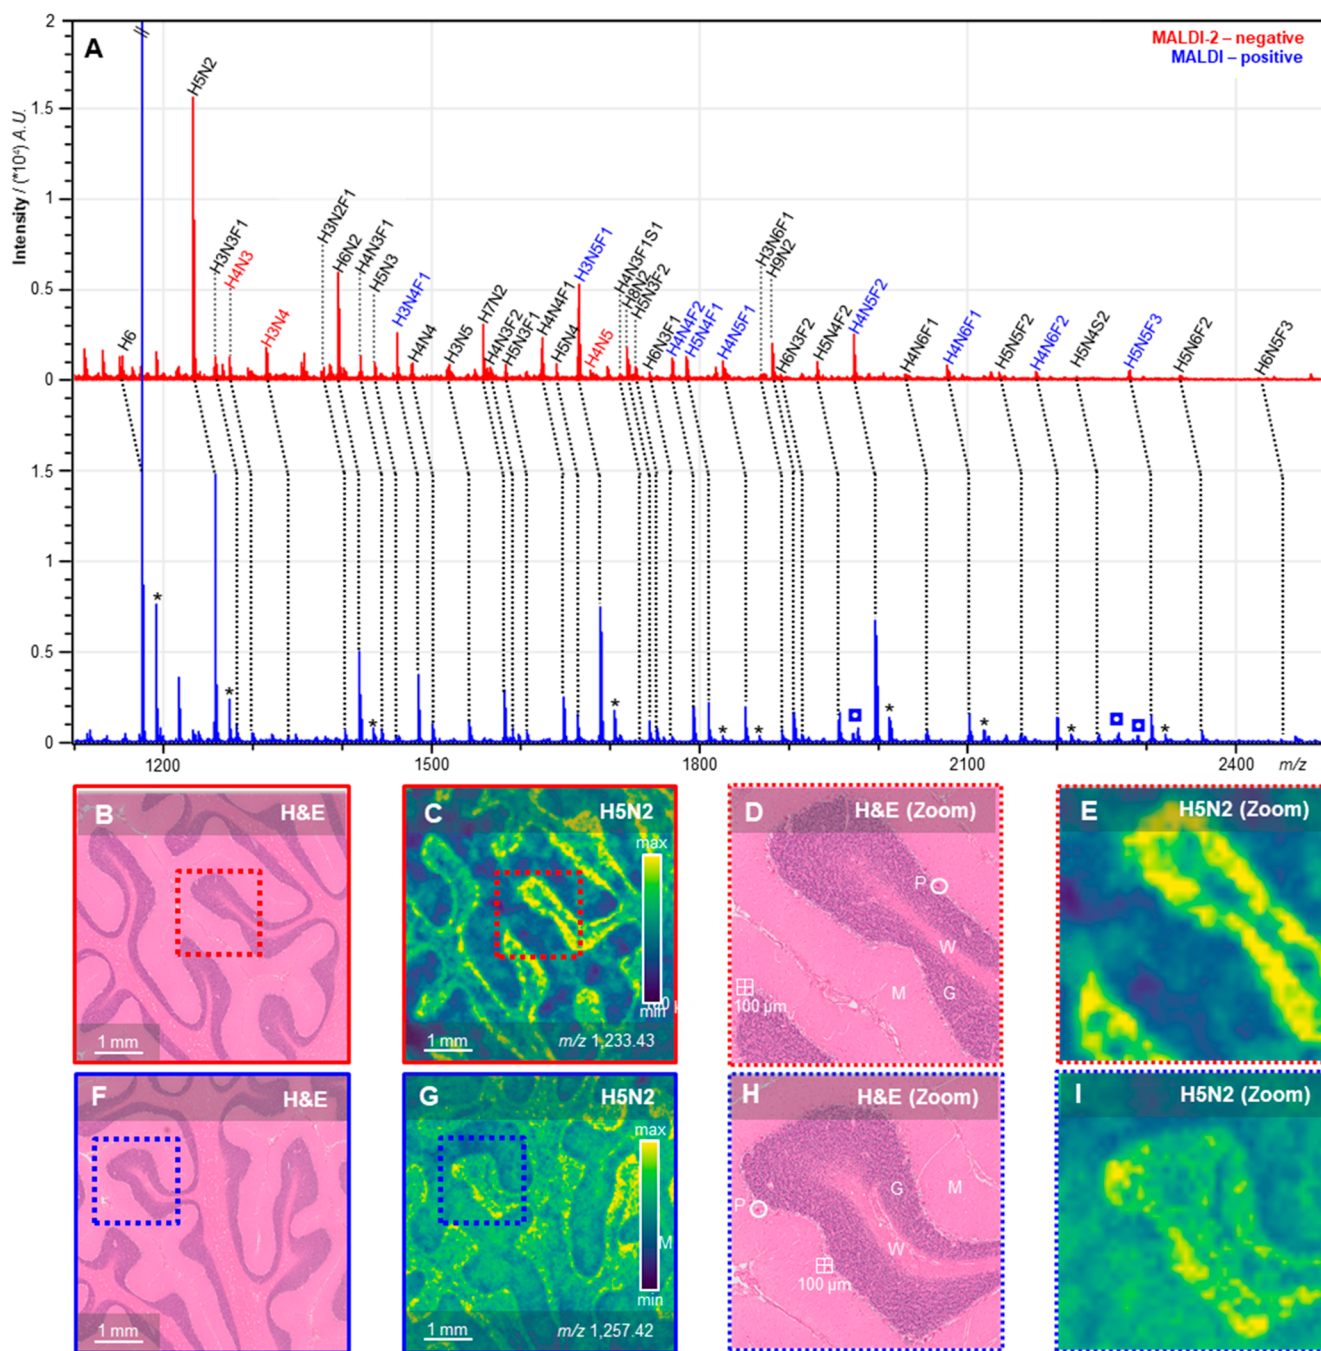 A
MALDI-2 – negative
MALDI – positive
Intensity / (*10⁴) A.U.
2
1.5
1
0.5
0
1.5
1
0.5
0
H6
H5N2
H3N3F1
H4N3
H3N4
H3N2F1
H6N2
H4N3F1
H5N3
H3N4F1
H4N4
H3N5
H7N2
H4N3F2
H5N3F1
H4N4F1
H5N4
H3N5F1
H4N5
H4N3F1S1
H8N2
H5N3F2
H6N3F1
H4N4F2
H5N4F1
H4N5F1
H3N6F1
H9N2
H6N3F2
H5N4F2
H4N5F2
H4N6F1
H4N6F1
H5N5F2
H4N6F2
H5N4S2
H5N5F3
H5N6F2
H6N5F3
* * * * * * * * * * *
1200 1500 1800 2100 2400 m/z
B H&E
1 mm
C H5N2
max
min
1 mm
m/z 1,233.43
D H&E (Zoom)
P
W
M G
100 µm
E H5N2 (Zoom)
F H&E
1 mm
G H5N2
max
M
min
1 mm
m/z 1,257.42
H H&E (Zoom)
G M
P
W
100 µm
I H5N2 (Zoom)